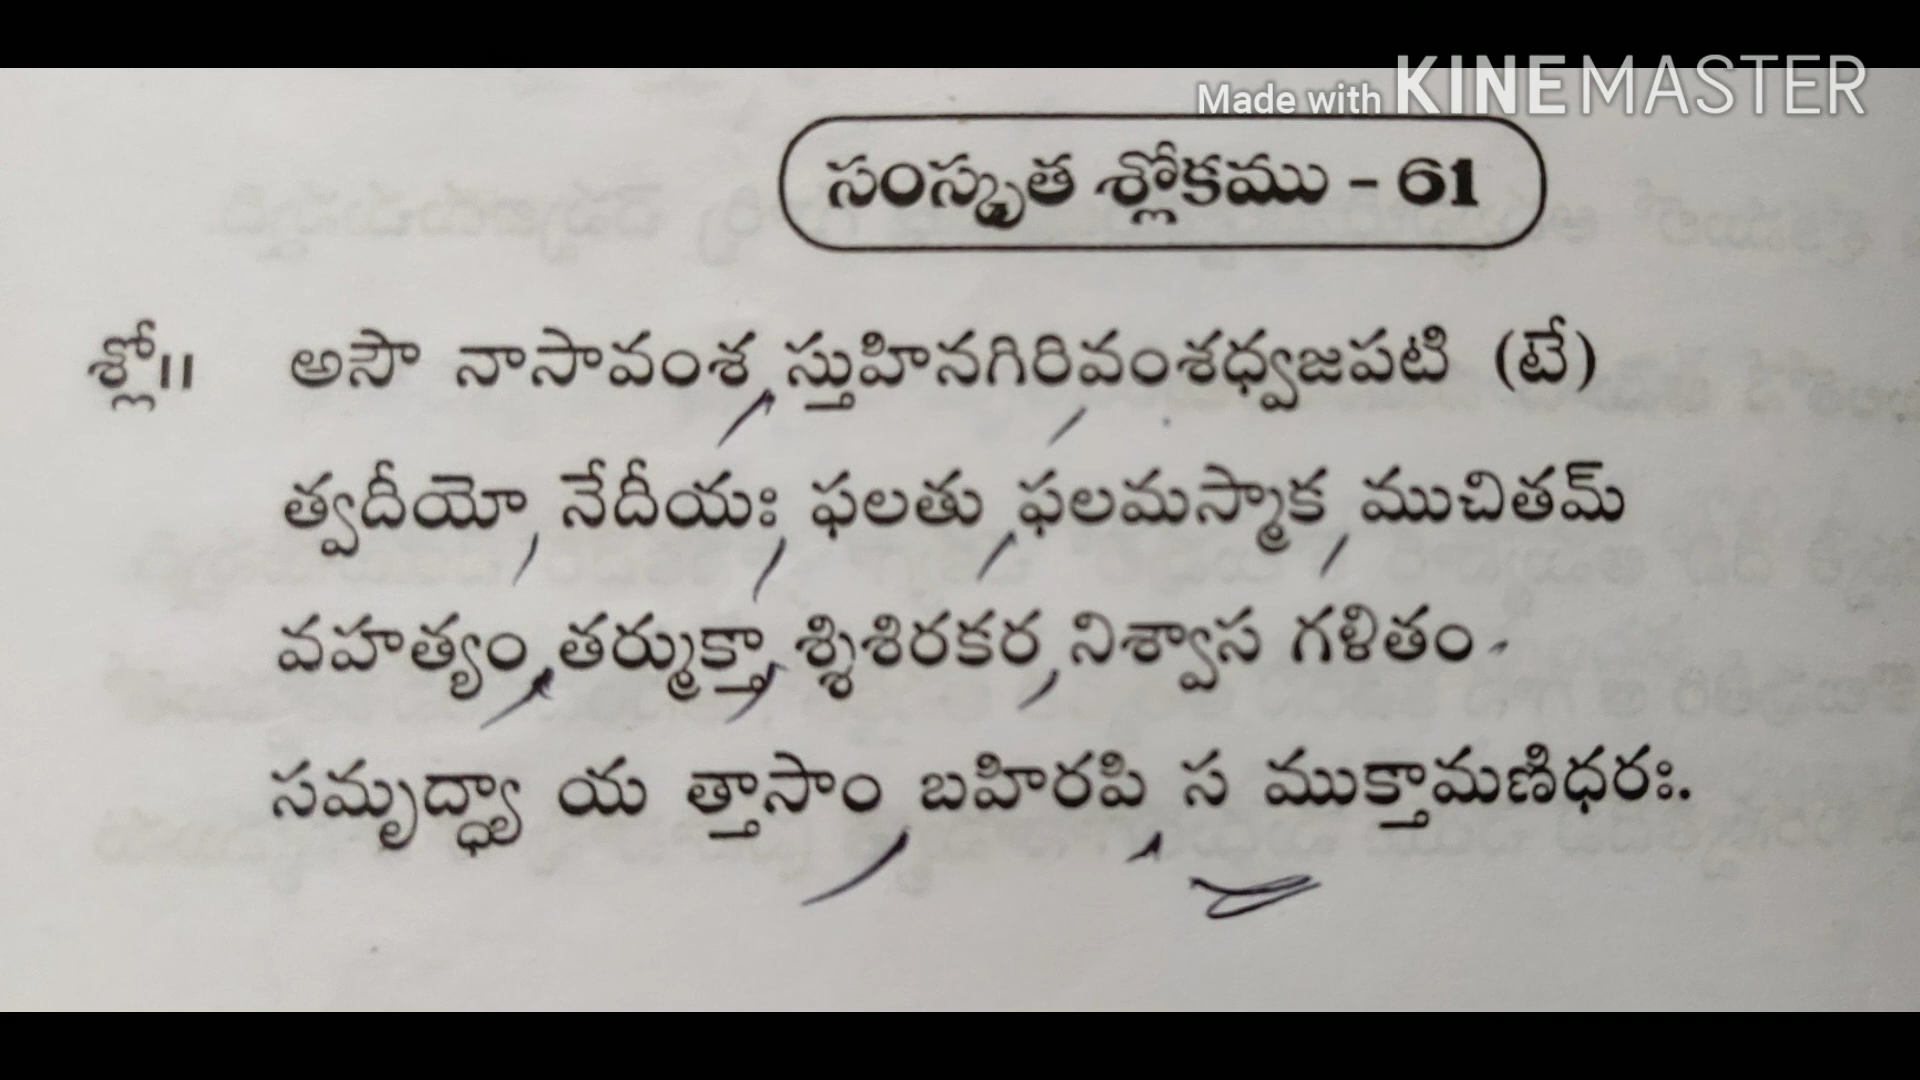 Made with KINEMASTER
సంస్కృత శ్లోకము - 61
శ్లో॥ అసౌ నాసావంశ స్తుహినగిరివంశధ్వజపటి (టే)
త్వదీయో నేదీయః ఫలతు ఫలమస్మాక ముచితమ్
వహత్యం తర్ముక్తా శ్శిశిరకర నిశ్వాస గళితం
సమృద్ధ్యా య త్తాసాం బహిరపి స ముక్తామణిధరః.